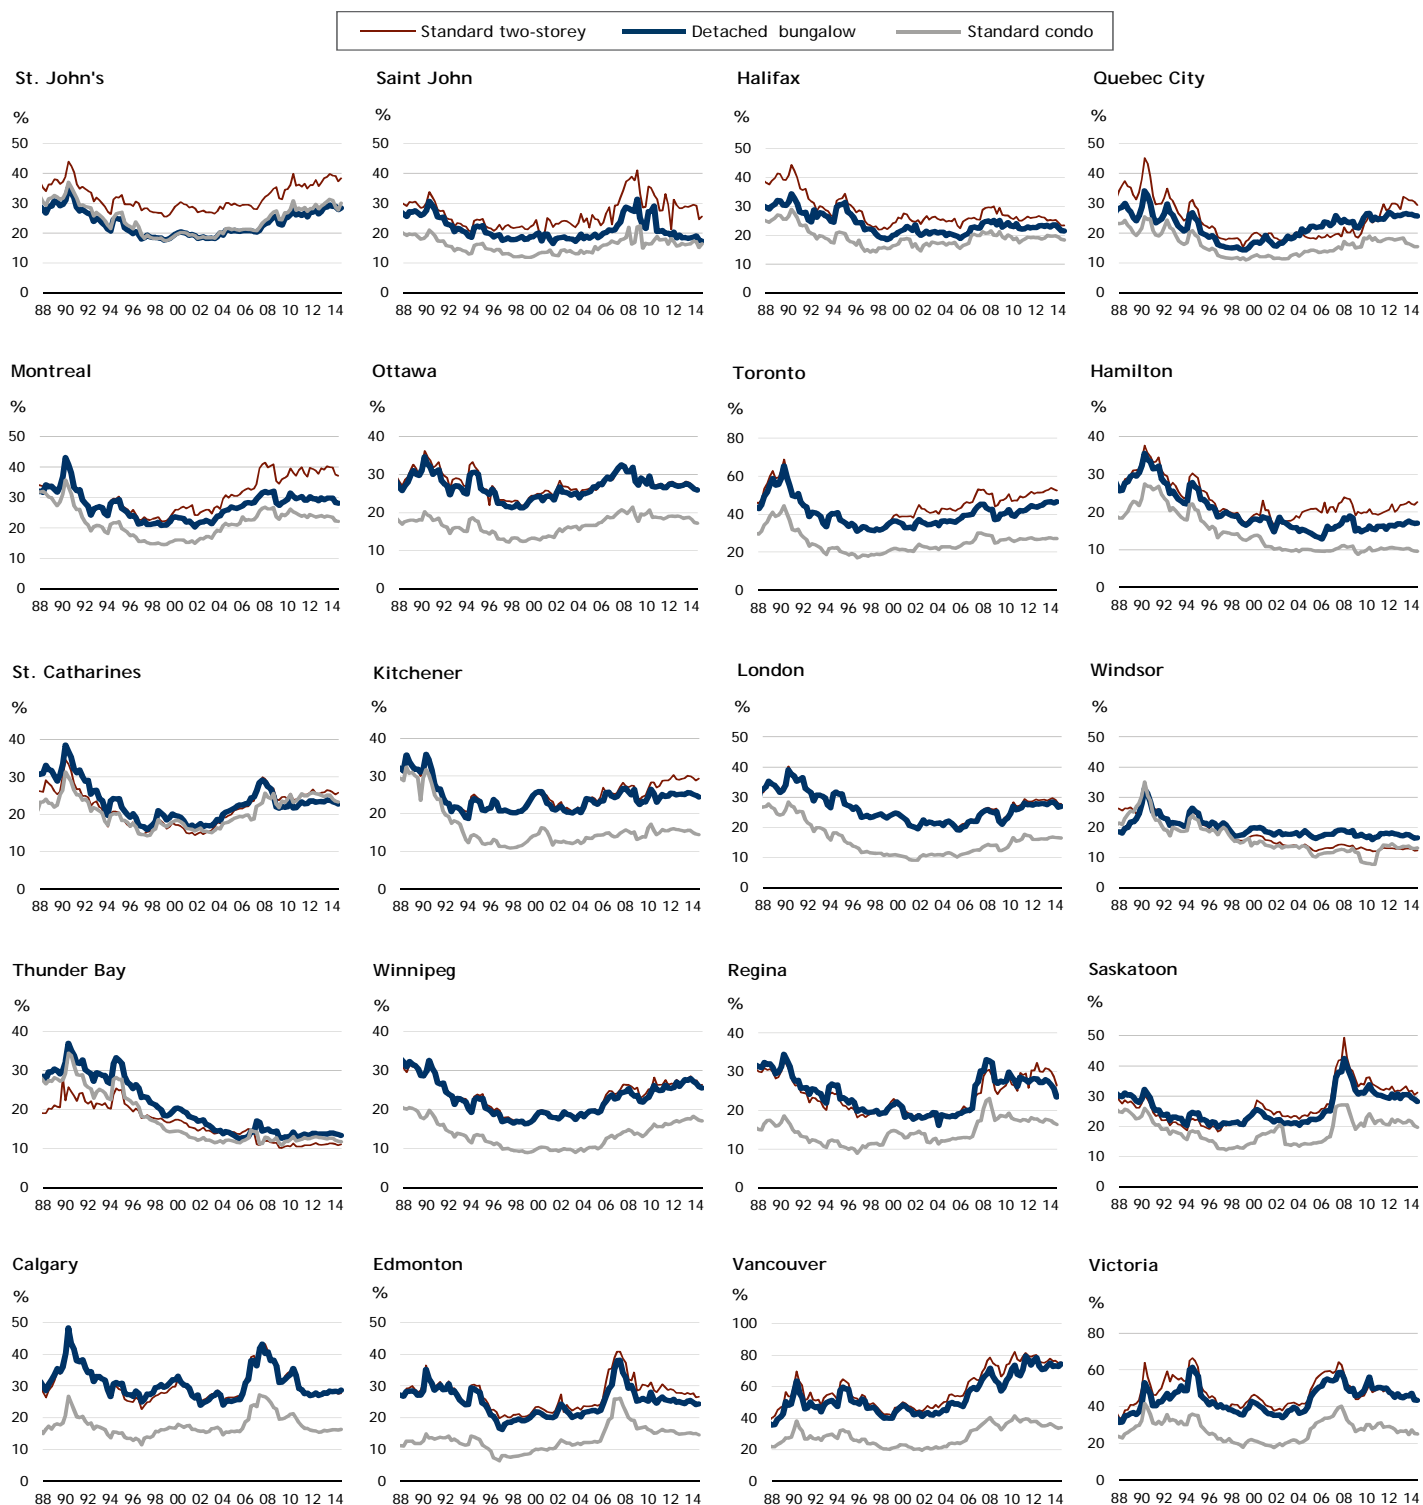 Standard two-storey Detached bungalow Standard condo
St. John's Saint John Halifax Quebec City
% % % %
50 50 50 50
40 40 40 40
30 30 30 30
20 20 20 20
10 10 10 10
0 0 0 0
88 90 92 94 96 98 00 02 04 06 08 10 12 14 88 90 92 94 96 98 00 02 04 06 08 10 12 14 88 90 92 94 96 98 00 02 04 06 08 10 12 14 88 90 92 94 96 98 00 02 04 06 08 10 12 14
Montreal Ottawa Toronto Hamilton
% % % %
50 40 80 40
40 30 60 30
30 20 40 20
20 10 20 10
10 0 0 0
0
88 90 92 94 96 98 00 02 04 06 08 10 12 14 88 90 92 94 96 98 00 02 04 06 08 10 12 14 88 90 92 94 96 98 00 02 04 06 08 10 12 14 88 90 92 94 96 98 00 02 04 06 08 10 12 14
St. Catharines Kitchener London Windsor
% % % %
40 40 50 50
30 30 40 40
20 20 30 30
10 10 20 20
0 0 10 10
0 0
88 90 92 94 96 98 00 02 04 06 08 10 12 14 88 90 92 94 96 98 00 02 04 06 08 10 12 14 88 90 92 94 96 98 00 02 04 06 08 10 12 14 88 90 92 94 96 98 00 02 04 06 08 10 12 14
Thunder Bay Winnipeg Regina Saskatoon
% % % %
40 40 40 50
30 30 30 40
20 20 20 30
10 10 10 20
0 0 0 10
0
88 90 92 94 96 98 00 02 04 06 08 10 12 14 88 90 92 94 96 98 00 02 04 06 08 10 12 14 88 90 92 94 96 98 00 02 04 06 08 10 12 14 88 90 92 94 96 98 00 02 04 06 08 10 12 14
Calgary Edmonton Vancouver Victoria
% % % %
50 50 100 80
40 40 80 60
30 30 60 40
20 20 40 20
10 10 20 0
0 0 0
88 90 92 94 96 98 00 02 04 06 08 10 12 14 88 90 92 94 96 98 00 02 04 06 08 10 12 14 88 90 92 94 96 98 00 02 04 06 08 10 12 14 88 90 92 94 96 98 00 02 04 06 08 10 12 14